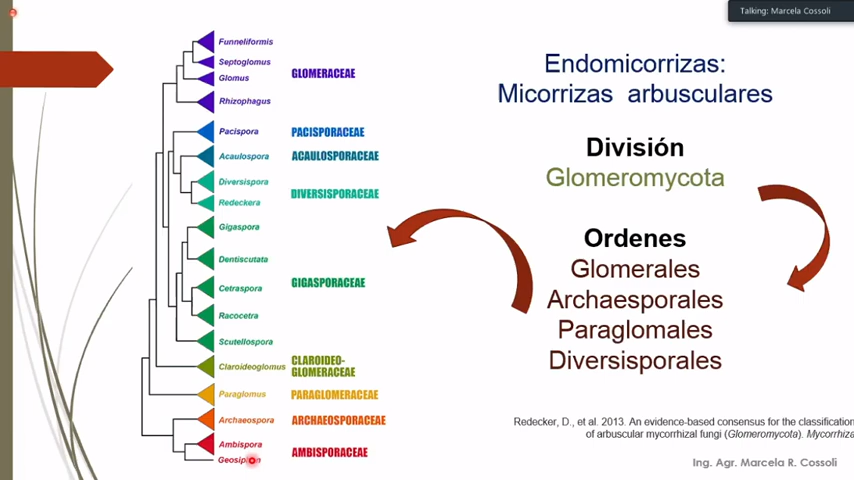 Talking: Marcela Cossoli
Endomicorrizas:
Micorrizas arbusculares
División
Glomeromycota
Ordenes
Glomerales
Archaesporales
Paraglomales
Diversisporales
Funneliformis
Septoglomus
Glomus
Rhizophagus
GLOMERACEAE
Pacispora
PACISPORACEAE
Acaulospora
ACAULOSPORACEAE
Diversispora
Redeckera
DIVERSISPORACEAE
Gigaspora
Dentiscutata
Cetraspora
Racocetra
Scutellospora
GIGASPORACEAE
Claroideoglomus
CLAROIDEO-
GLOMERACEAE
Paraglomus
PARAGLOMERACEAE
Archaeospora
ARCHAEOSPORACEAE
Ambispora
AMBISPORACEAE
Redecker, D., et al. 2013. An evidence-based consensus for the classification
of arbuscular mycorrhizal fungi (Glomeromycota). Mycorrhiza
Ing. Agr. Marcela R. Cossoli